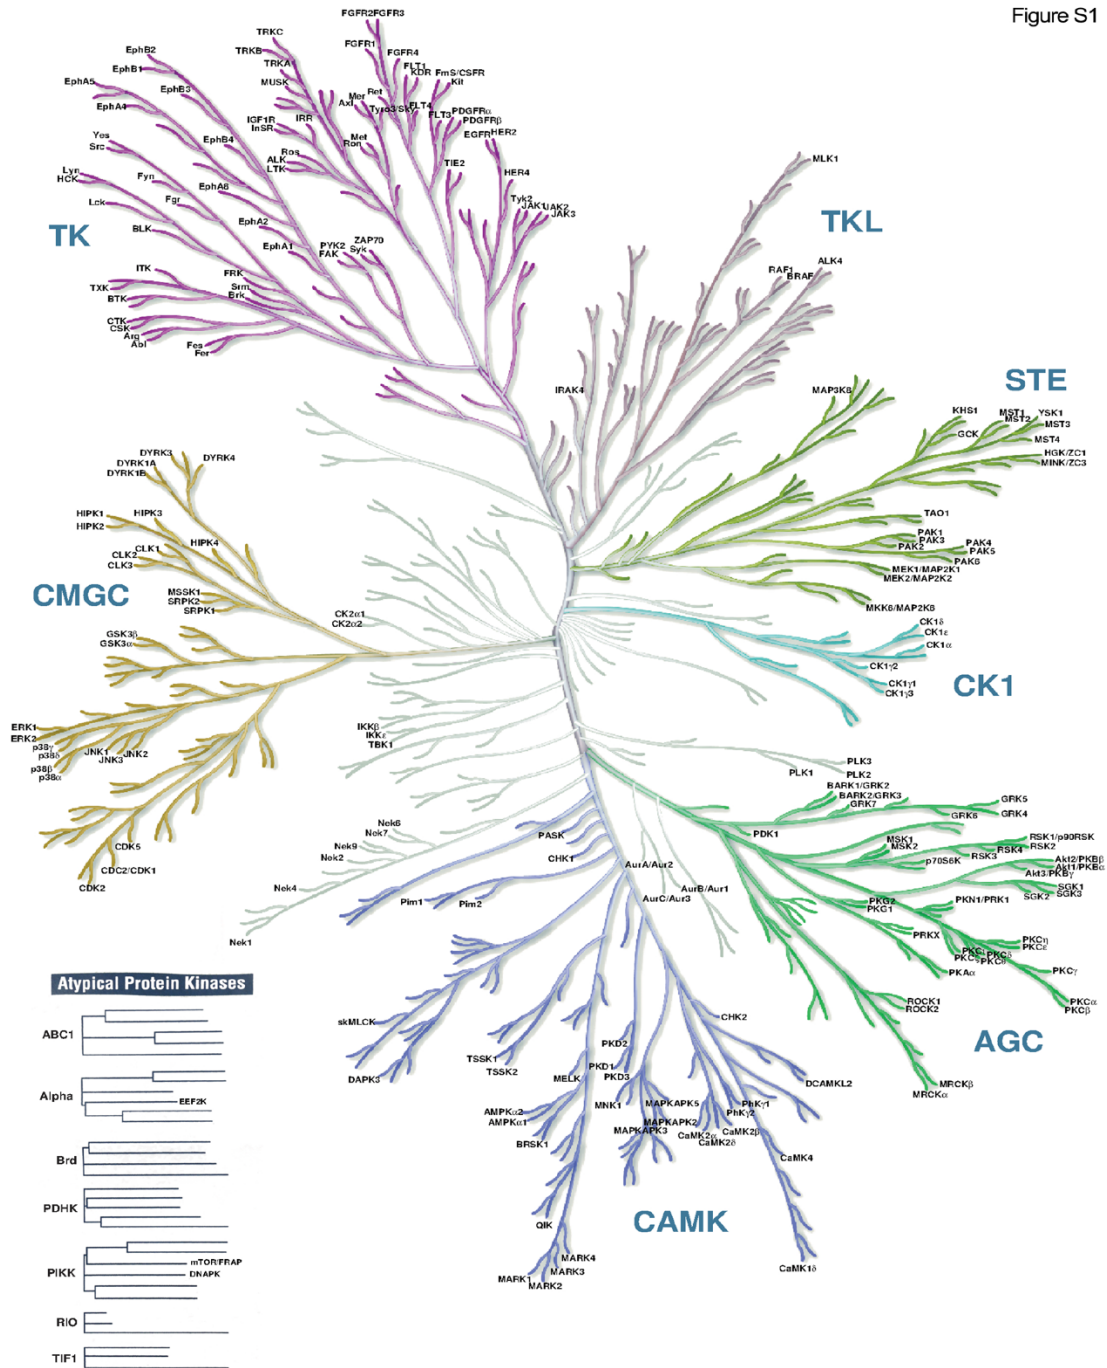 Figure S1
FGFR2FGFR3
TRKC
EphB2
TRKB
FGFR1
FGFR4
EphB1
TRKA
FLT1
KDR
FmS/CSFR
EphA5
EphB3
MUSK
Ret
Kit
Mer
Axl
EphA4
Tyro3/Sky
FLT4
PDGFRα
IGF1R
IRR
FLT3
PDGFRβ
InSR
Yes
Src
EphB4
Met
Ron
EGFR
HER2
Ros
ALK
LTK
TIE2
MLK1
Lyn
HCK
Fyn
HER4
EphA6
Lck
Fgr
Tyk2
JAK1
JAK2
JAK3
TK
EphA2
BLK
TKL
EphA1
PYK2
FAK
ZAP70
Syk
ITK
FRK
RAF1
BRAF
ALK4
TXK
Srm
BTK
Brk
CTK
CSK
Arg
Abl
Fes
Fer
STE
IRAK4
MAP3K8
KHS1
MST1
YSK1
MST2
MST3
GCK
MST4
DYRK3
DYRK4
DYRK1A
DYRK1B
HGK/ZC1
MINK/ZC3
HIPK1
HIPK3
HIPK2
TAO1
HIPK4
PAK1
PAK3
CLK1
PAK2
PAK4
CLK2
PAK5
CLK3
PAK6
MEK1/MAP2K1
MEK2/MAP2K2
CMGC
MSSK1
SRPK2
SRPK1
MKK6/MAP2K6
CK2α1
CK2α2
CK1δ
CK1ε
GSK3β
GSK3α
CK1α
CK1γ2
CK1γ1
CK1γ3
CK1
ERK1
ERK2
IKKβ
IKKε
TBK1
p38γ
p38δ
JNK1
JNK2
JNK3
p38β
p38α
PLK3
PLK1
PLK2
BARK1/GRK2
BARK2/GRK3
GRK5
GRK7
GRK6
GRK4
Nek6
Nek7
PASK
PDK1
CDK5
Nek9
MSK1
MSK2
RSK1/p90RSK
RSK2
RSK4
RSK3
Nek2
CHK1
CDC2/CDK1
AurA/Aur2
p70S6K
Akt2/PKBβ
Akt1/PKBα
Akt3/PKBγ
CDK2
Nek4
AurB/Aur1
SGK1
SGK3
SGK2
AurC/Aur3
Pim1
Pim2
PKG2
PKG1
PKN1/PRK1
Nek1
PRKX
PKCη
PKCε
PKCδ
PKAα
PKCγ
PKCα
PKCβ
ROCK1
ROCK2
Atypical Protein Kinases
ABC1
Alpha
EEF2K
Brd
PDHK
PIKK
mTOR/FRAP
DNAPK
RIO
TIF1
skMLCK
CHK2
AGC
PKD2
TSSK1
TSSK2
PKD1
PKD3
DAPK3
MELK
DCAMKL2
MRCKβ
MRCKα
MNK1
MAPKAPK5
PhKγ1
PhKγ2
AMPKα2
AMPKα1
MAPKAPK2
MAPKAPK3
CaMK2α
CaMK2β
CaMK2δ
BRSK1
CaMK4
CAMK
QIK
MARK4
MARK3
MARK1
MARK2
CaMK1δ